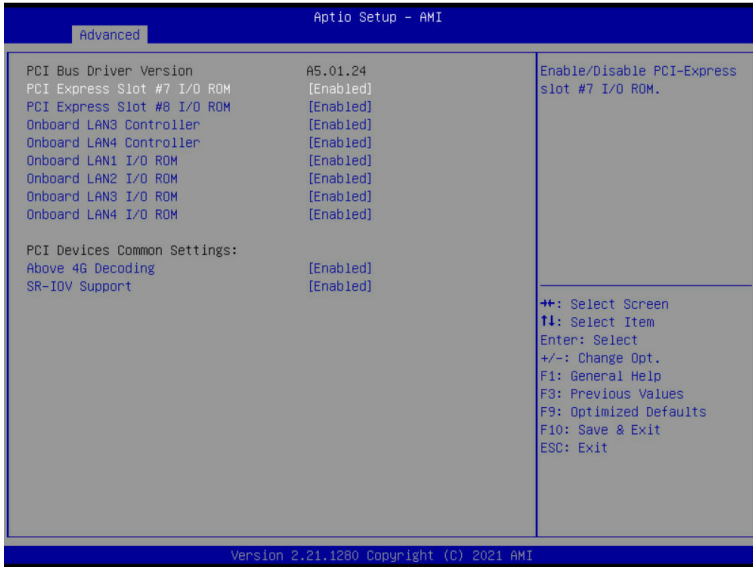 Aptio Setup - AMI
Advanced
PCI Bus Driver Version A5.01.24
PCI Express Slot #7 I/O ROM [Enabled]
PCI Express Slot #8 I/O ROM [Enabled]
Onboard LAN3 Controller [Enabled]
Onboard LAN4 Controller [Enabled]
Onboard LAN1 I/O ROM [Enabled]
Onboard LAN2 I/O ROM [Enabled]
Onboard LAN3 I/O ROM [Enabled]
Onboard LAN4 I/O ROM [Enabled]
PCI Devices Common Settings:
Above 4G Decoding [Enabled]
SR-IOV Support [Enabled]
Enable/Disable PCI-Express
slot #7 I/O ROM.
→←: Select Screen
↑↓: Select Item
Enter: Select
+/-: Change Opt.
F1: General Help
F3: Previous Values
F9: Optimized Defaults
F10: Save & Exit
ESC: Exit
Version 2.21.1280 Copyright (C) 2021 AMI